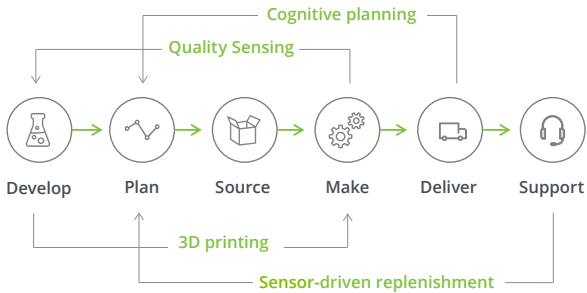 Cognitive planning
Quality Sensing
Develop
Plan
Source
Make
Deliver
Support
3D printing
Sensor-driven replenishment